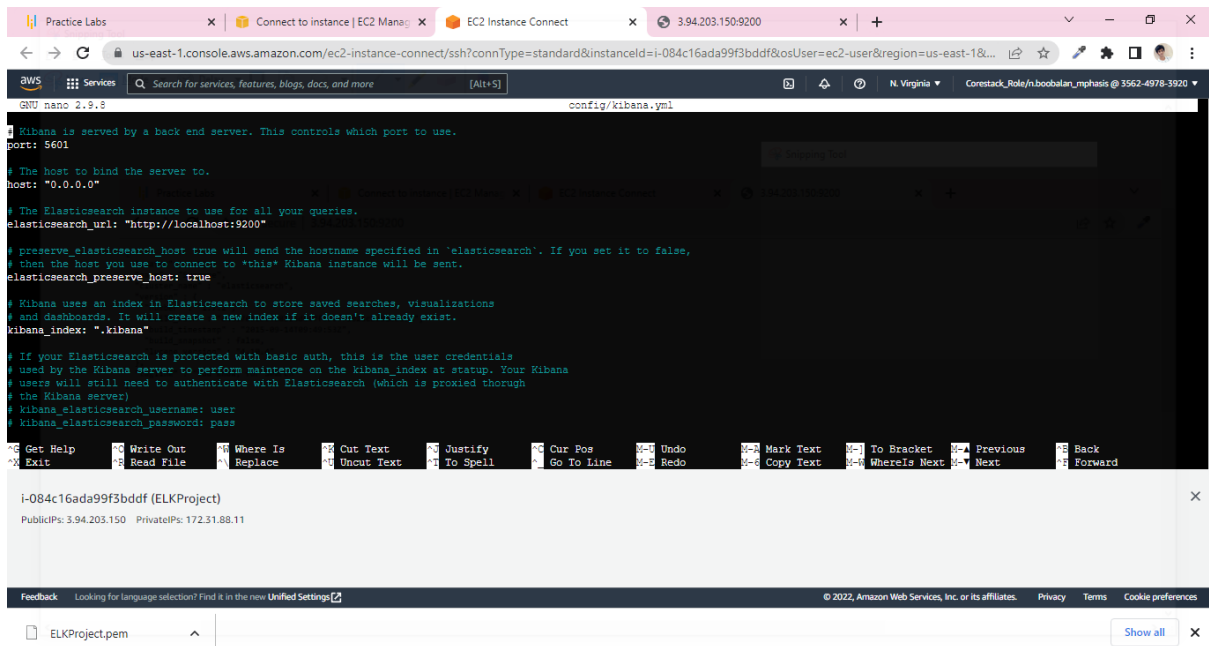 Practice Labs
Connect to instance | EC2 Manag
EC2 Instance Connect
3.94.203.150:9200
us-east-1.console.aws.amazon.com/ec2-instance-connect/ssh?connType=standard&instanceId=i-084c16ada99f3bddf&osUser=ec2-user&region=us-east-1&...
aws
Services
Search for services, features, blogs, docs, and more
[Alt+S]
N. Virginia
Corestack_Role/n.boobalan_mphasis @ 3562-4978-3920
GNU nano 2.9.8 config/kibana.yml
# Kibana is served by a back end server. This controls which port to use.
port: 5601
# The host to bind the server to.
host: "0.0.0.0"
# The Elasticsearch instance to use for all your queries.
elasticsearch_url: "http://localhost:9200"
# preserve_elasticsearch_host true will send the hostname specified in `elasticsearch`. If you set it to false,
# then the host you use to connect to *this* Kibana instance will be sent.
elasticsearch_preserve_host: true
# Kibana uses an index in Elasticsearch to store saved searches, visualizations
# and dashboards. It will create a new index if it doesn't already exist.
kibana_index: ".kibana"
# If your Elasticsearch is protected with basic auth, this is the user credentials
# used by the Kibana server to perform maintence on the kibana_index at statup. Your Kibana
# users will still need to authenticate with Elasticsearch (which is proxied thorugh
# the Kibana server)
# kibana_elasticsearch_username: user
# kibana_elasticsearch_password: pass
^G Get Help ^O Write Out ^W Where Is ^K Cut Text ^J Justify ^C Cur Pos M-U Undo M-A Mark Text M-] To Bracket M-▲ Previous ^B Back
^X Exit ^R Read File ^\ Replace ^U Uncut Text ^T To Spell ^_ Go To Line M-E Redo M-6 Copy Text M-W WhereIs Next M-▼ Next ^F Forward
i-084c16ada99f3bddf (ELKProject)
PublicIPs: 3.94.203.150 PrivateIPs: 172.31.88.11
Feedback Looking for language selection? Find it in the new Unified Settings © 2022, Amazon Web Services, Inc. or its affiliates. Privacy Terms Cookie preferences
ELKProject.pem
Show all